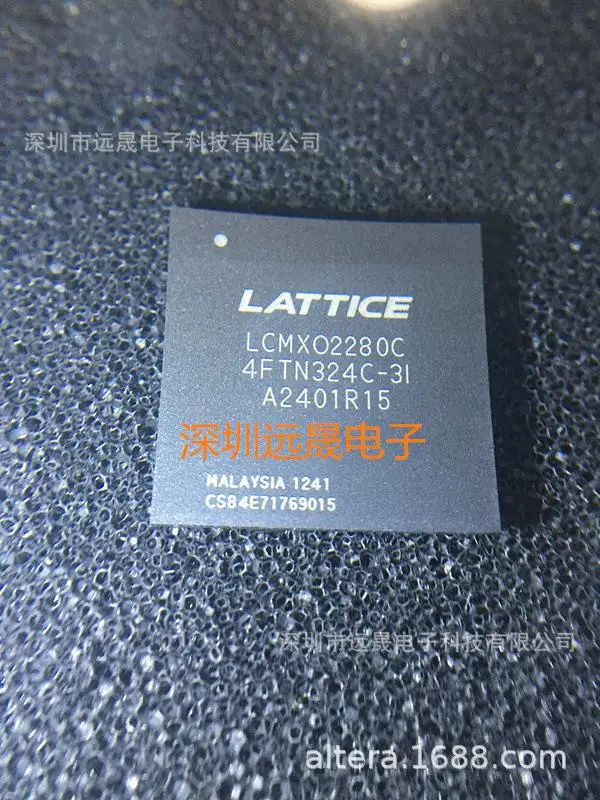 深圳市远晟电子科技有限公司
LATTICE
LCMXO2280C
4FTN324C-3I
A2401R15
深圳远晟电子
MALAYSIA 1241
CS84E71769015
深圳市远晟电子科技有限公司
altera.1688.com